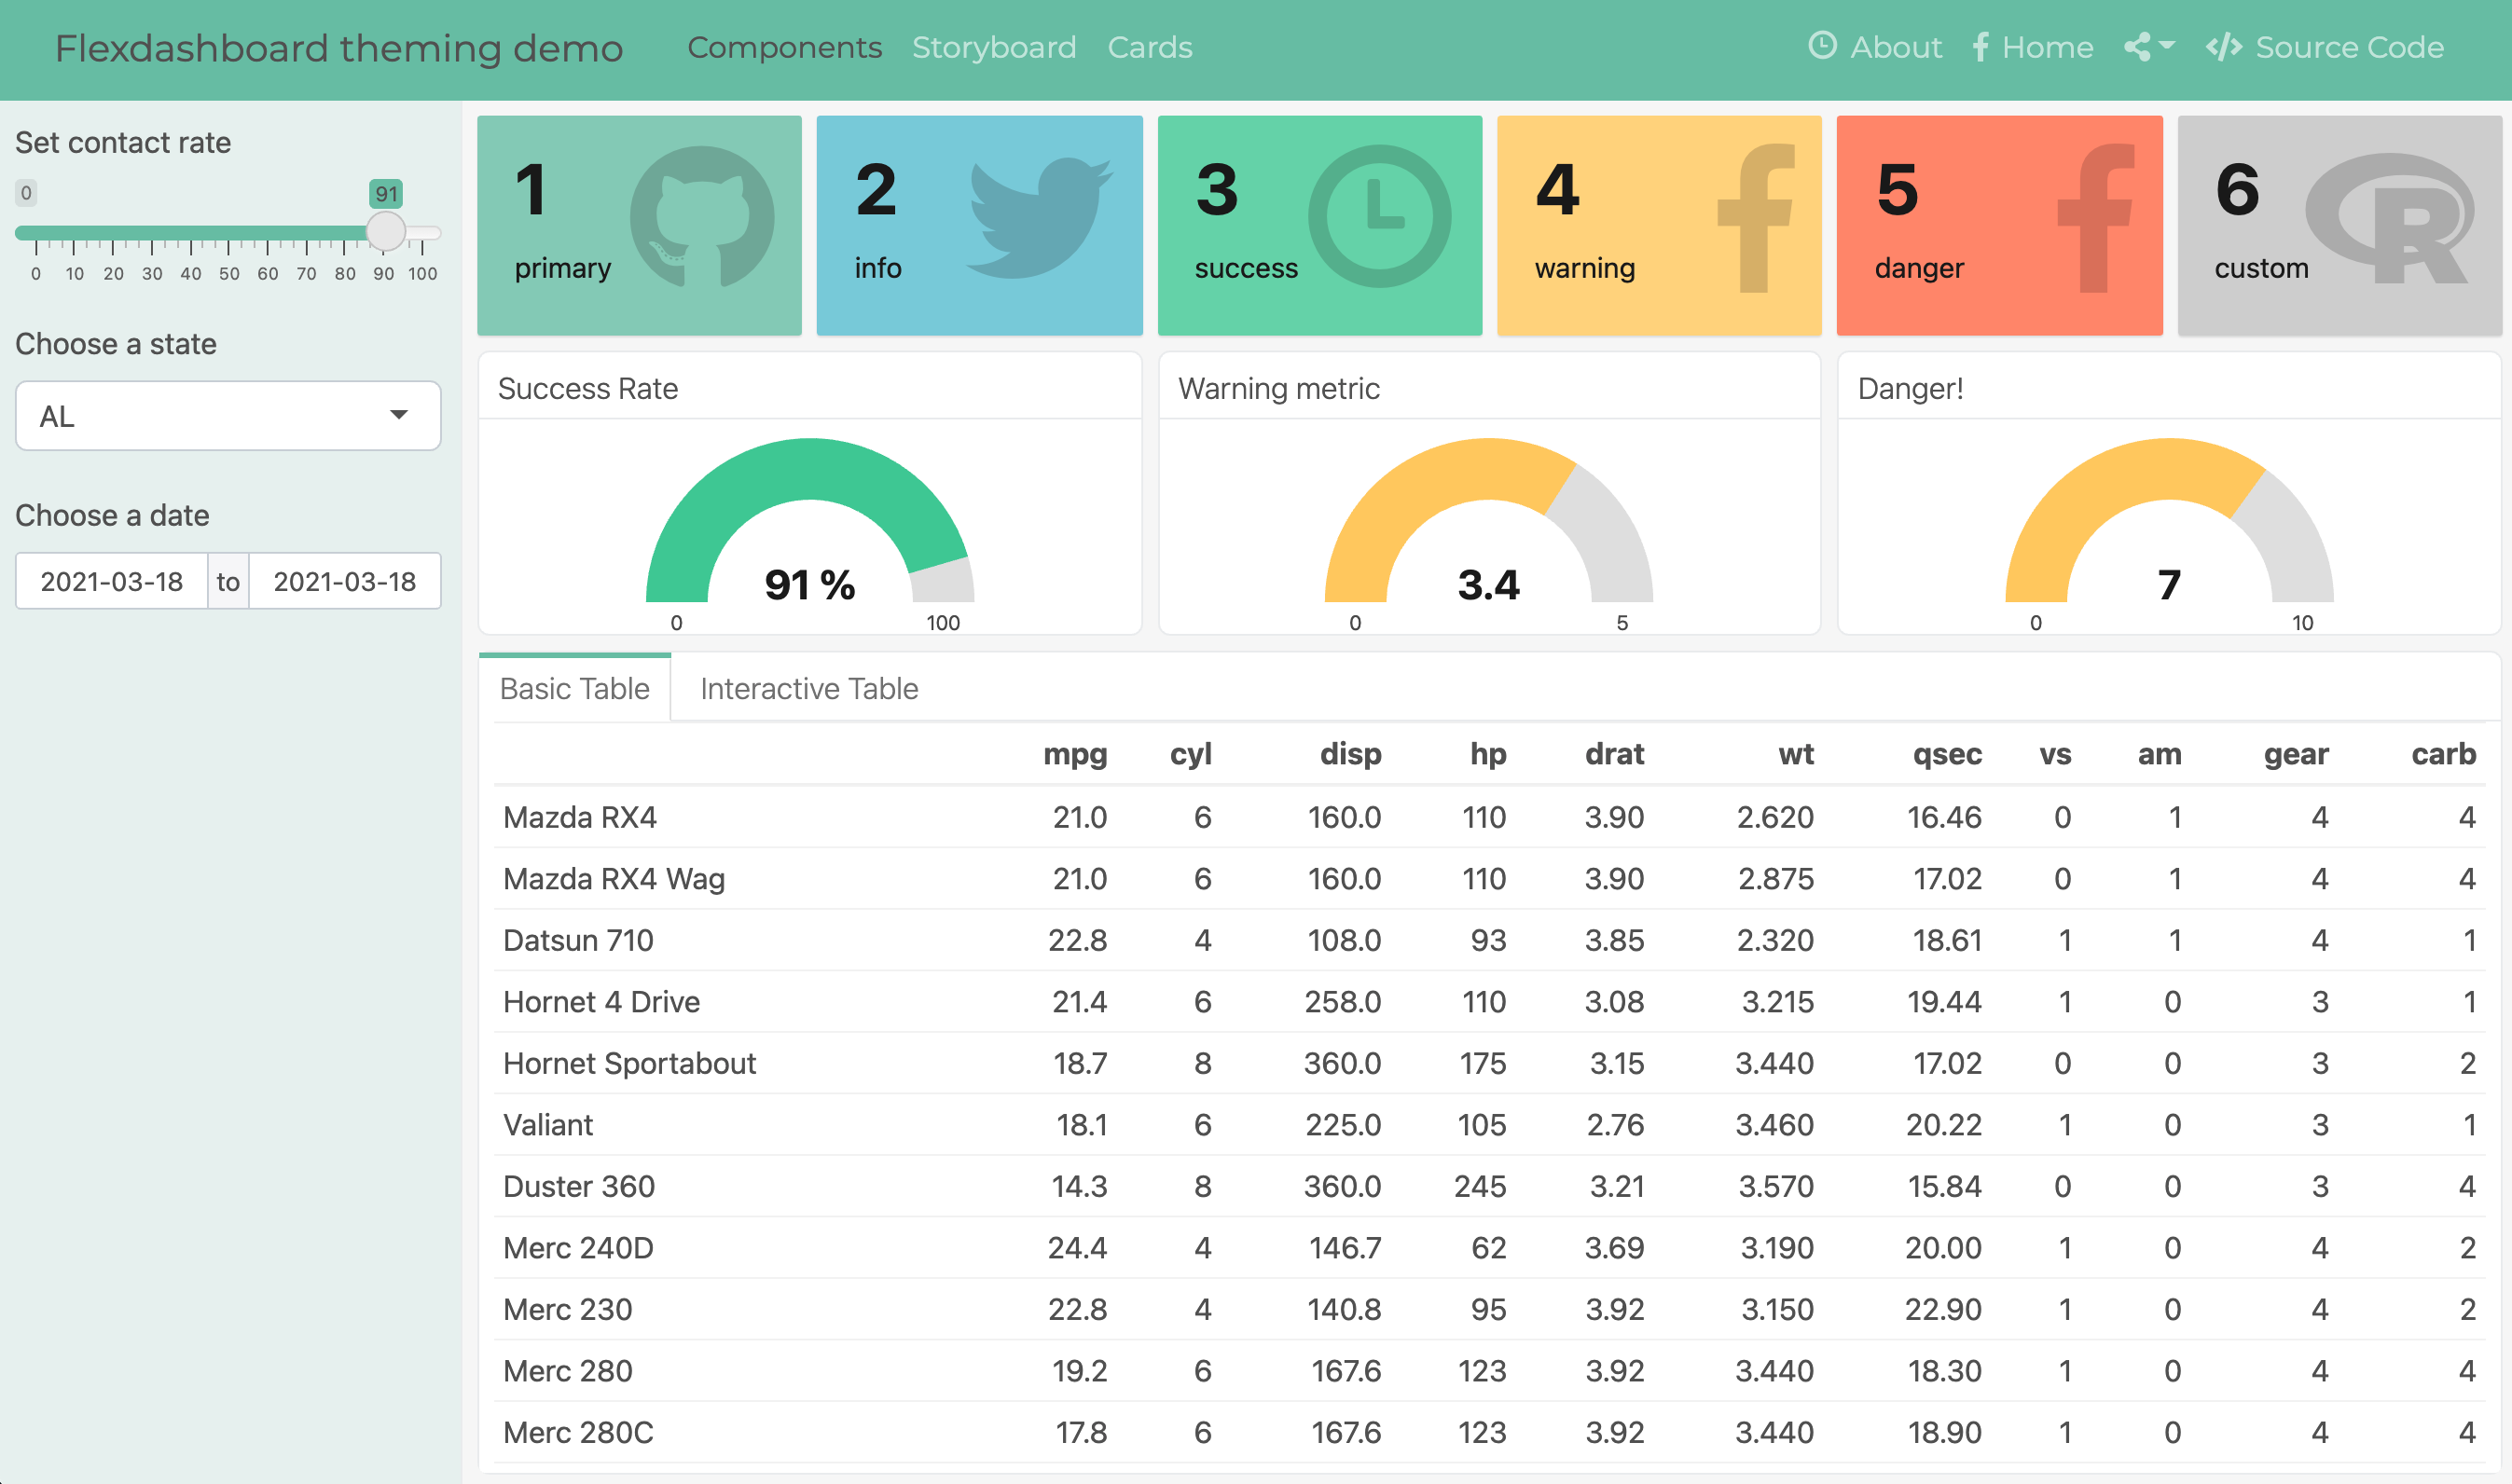 Flexdashboard theming demo Components Storyboard Cards About Home Source Code
Set contact rate
0 91
0 10 20 30 40 50 60 70 80 90 100
Choose a state
AL
Choose a date
2021-03-18 to 2021-03-18
1
primary
2
info
3
success
4
warning
5
danger
6
custom
R
Success Rate
91 %
0 100
Warning metric
3.4
0 5
Danger!
7
0 10
Basic Table Interactive Table
mpg cyl disp hp drat wt qsec vs am gear carb
Mazda RX4 21.0 6 160.0 110 3.90 2.620 16.46 0 1 4 4
Mazda RX4 Wag 21.0 6 160.0 110 3.90 2.875 17.02 0 1 4 4
Datsun 710 22.8 4 108.0 93 3.85 2.320 18.61 1 1 4 1
Hornet 4 Drive 21.4 6 258.0 110 3.08 3.215 19.44 1 0 3 1
Hornet Sportabout 18.7 8 360.0 175 3.15 3.440 17.02 0 0 3 2
Valiant 18.1 6 225.0 105 2.76 3.460 20.22 1 0 3 1
Duster 360 14.3 8 360.0 245 3.21 3.570 15.84 0 0 3 4
Merc 240D 24.4 4 146.7 62 3.69 3.190 20.00 1 0 4 2
Merc 230 22.8 4 140.8 95 3.92 3.150 22.90 1 0 4 2
Merc 280 19.2 6 167.6 123 3.92 3.440 18.30 1 0 4 4
Merc 280C 17.8 6 167.6 123 3.92 3.440 18.90 1 0 4 4